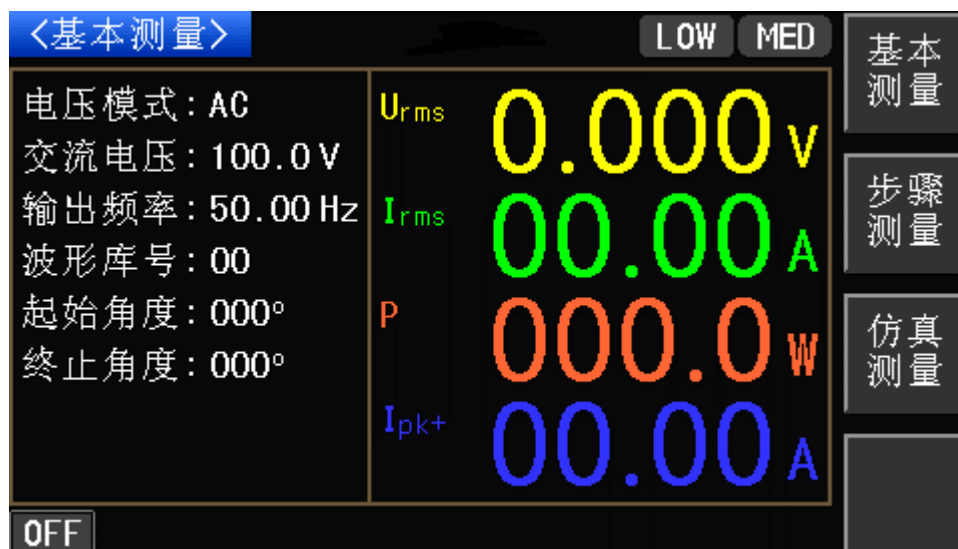 <基本测量>
LOW MED
电压模式:AC
交流电压:100.0V
输出频率:50.00Hz
波形库号:00
起始角度:000°
终止角度:000°
Urms 0.000 V
Irms 00.00 A
P 000.0 W
Ipk+ 00.00 A
OFF
基本
测量
步骤
测量
仿真
测量